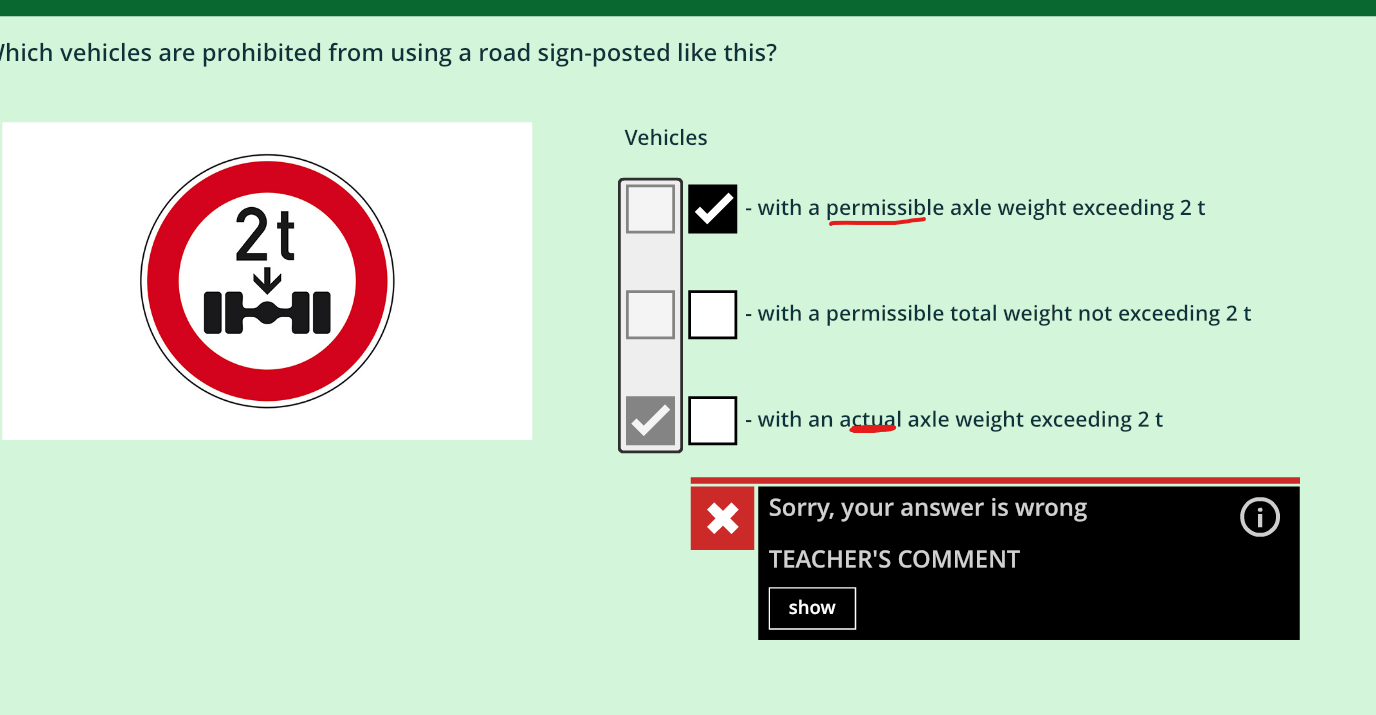 hich vehicles are prohibited from using a road sign-posted like this?
2t
Vehicles
- with a permissible axle weight exceeding 2 t
- with a permissible total weight not exceeding 2 t
- with an actual axle weight exceeding 2 t
Sorry, your answer is wrong
TEACHER'S COMMENT
show